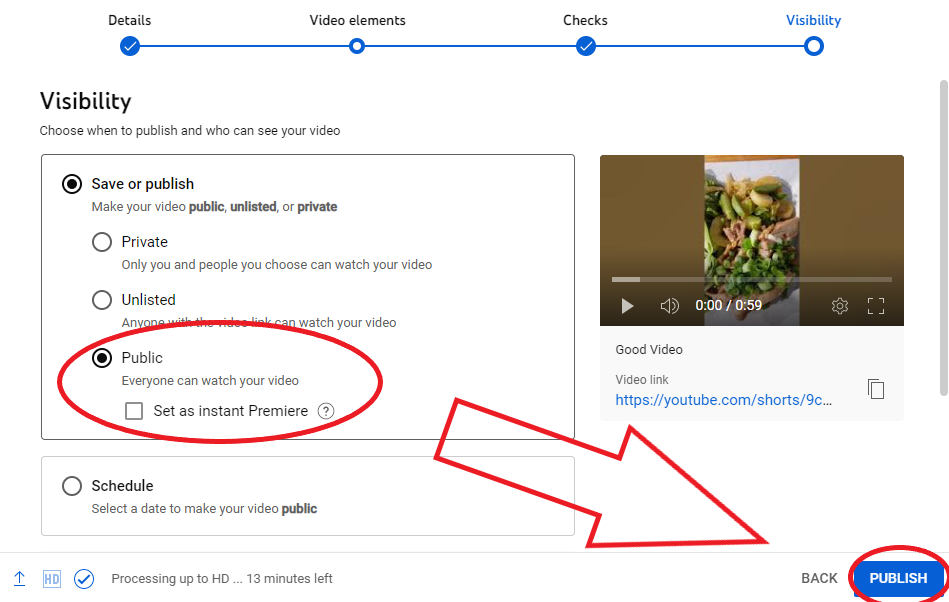 Details
Video elements
Checks
Visibility
Visibility
Choose when to publish and who can see your video
Save or publish
Make your video public, unlisted, or private
Private
Only you and people you choose can watch your video
Unlisted
Anyone with the video link can watch your video
Public
Everyone can watch your video
Set as instant Premiere ?
0:00 / 0:59
Good Video
Video link
https://youtube.com/shorts/9c...
Schedule
Select a date to make your video public
HD
Processing up to HD ... 13 minutes left
BACK
PUBLISH